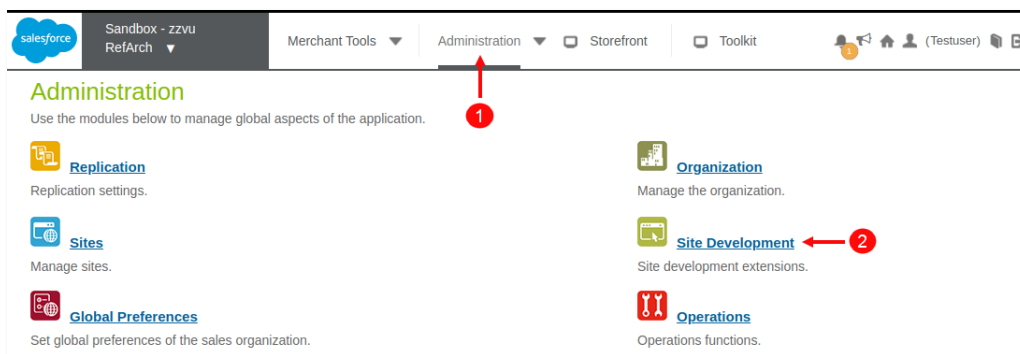 salesforce
Sandbox - zzvu
RefArch ▼
Merchant Tools
Administration
Storefront
Toolkit
1
(Testuser)
Administration
1
Use the modules below to manage global aspects of the application.
Replication
Replication settings.
Organization
Manage the organization.
Sites
Manage sites.
Site Development
2
Site development extensions.
Global Preferences
Set global preferences of the sales organization.
Operations
Operations functions.